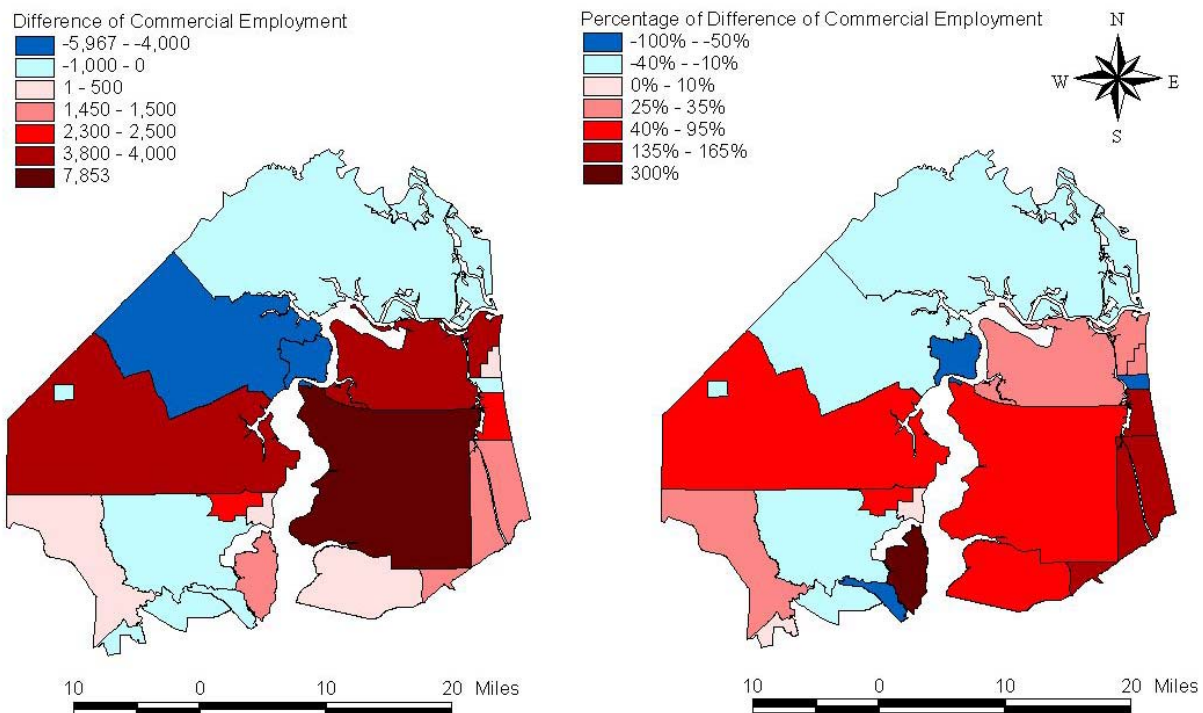 Difference of Commercial Employment
-5,967 - -4,000
-1,000 - 0
1 - 500
1,450 - 1,500
2,300 - 2,500
3,800 - 4,000
7,853
Percentage of Difference of Commercial Employment
-100% - -50%
-40% - -10%
0% - 10%
25% - 35%
40% - 95%
135% - 165%
300%
N
W E
S
10 0 10 20 Miles
10 0 10 20 Miles